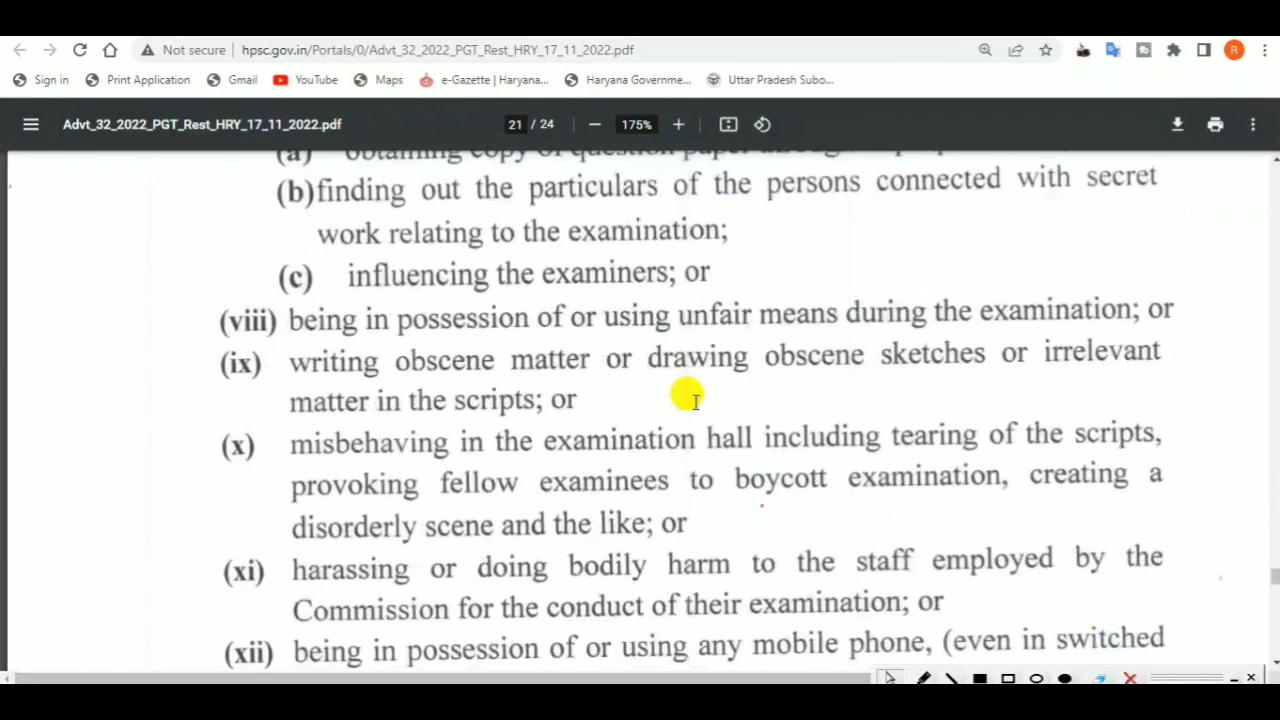 Not secure hpsc.gov.in/Portals/0/Advt_32_2022_PGT_Rest_HRY_17_11_2022.pdf R
Sign in Print Application Gmail YouTube Maps e-Gazette | Haryana... Haryana Governme... Uttar Pradesh Subo...
Advt_32_2022_PGT_Rest_HRY_17_11_2022.pdf 21 / 24 175%
(a) obtaining copy of question paper
(b)finding out the particulars of the persons connected with secret
work relating to the examination;
(c) influencing the examiners; or
(viii) being in possession of or using unfair means during the examination; or
(ix) writing obscene matter or drawing obscene sketches or irrelevant
matter in the scripts; or
(x) misbehaving in the examination hall including tearing of the scripts,
provoking fellow examinees to boycott examination, creating a
disorderly scene and the like; or
(xi) harassing or doing bodily harm to the staff employed by the
Commission for the conduct of their examination; or
(xii) being in possession of or using any mobile phone, (even in switched